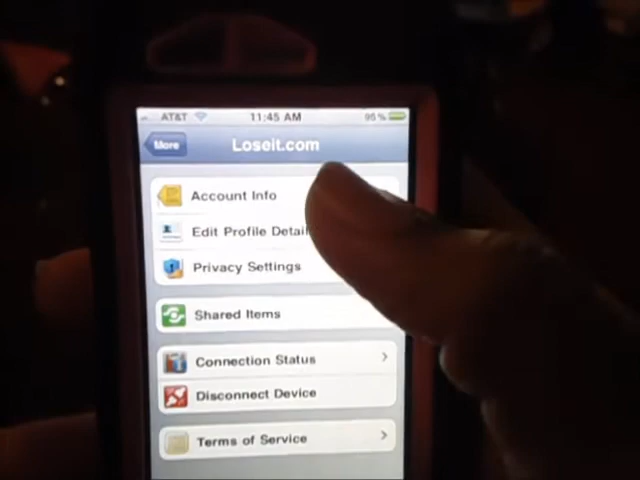 AT&T 11:45 AM 95%
More Loseit.com
Account Info
Edit Profile Detai
Privacy Settings
Shared Items
Connection Status
Disconnect Device
Terms of Service